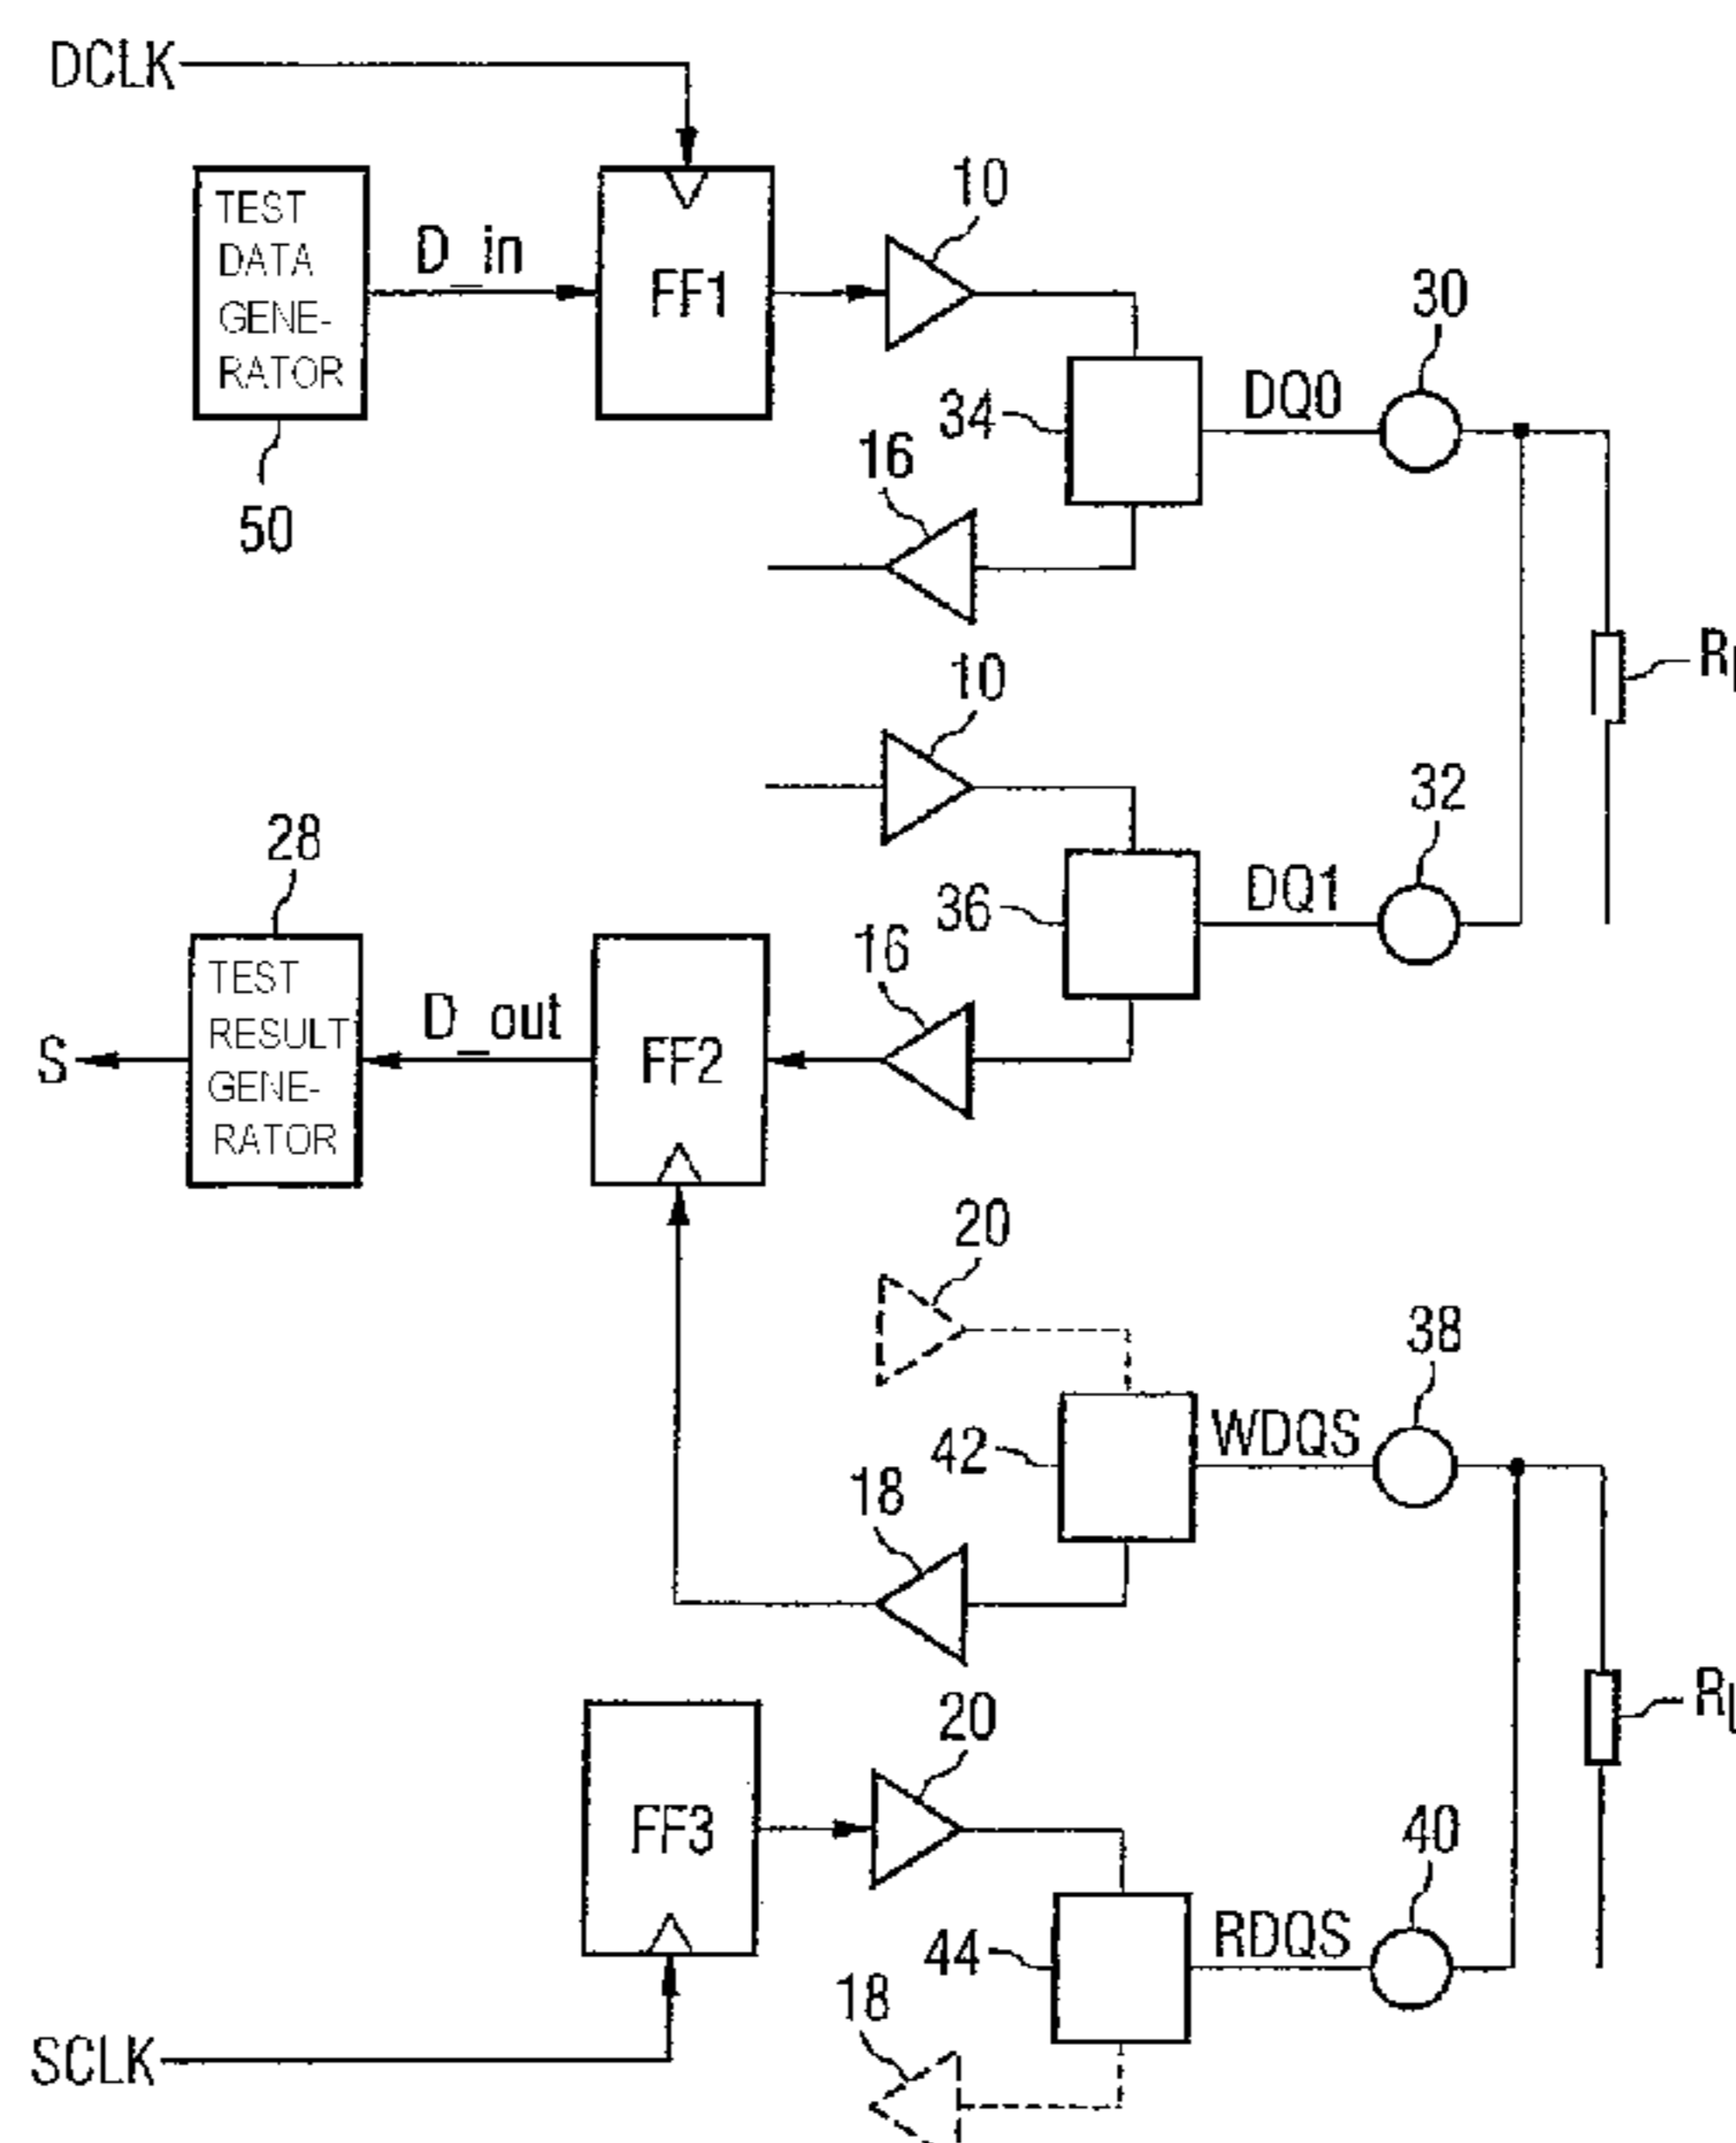 DCLK
TEST
DATA
GENE-
RATOR
D_in
FF1
10
30
34
DQ0
16
50
10
R
32
28
36
DQ1
16
TEST
RESULT
GENE-
RATOR
D_out
FF2
S
20
38
42
WDQS
18
20
R
FF3
40
44
RDQS
18
SCLK